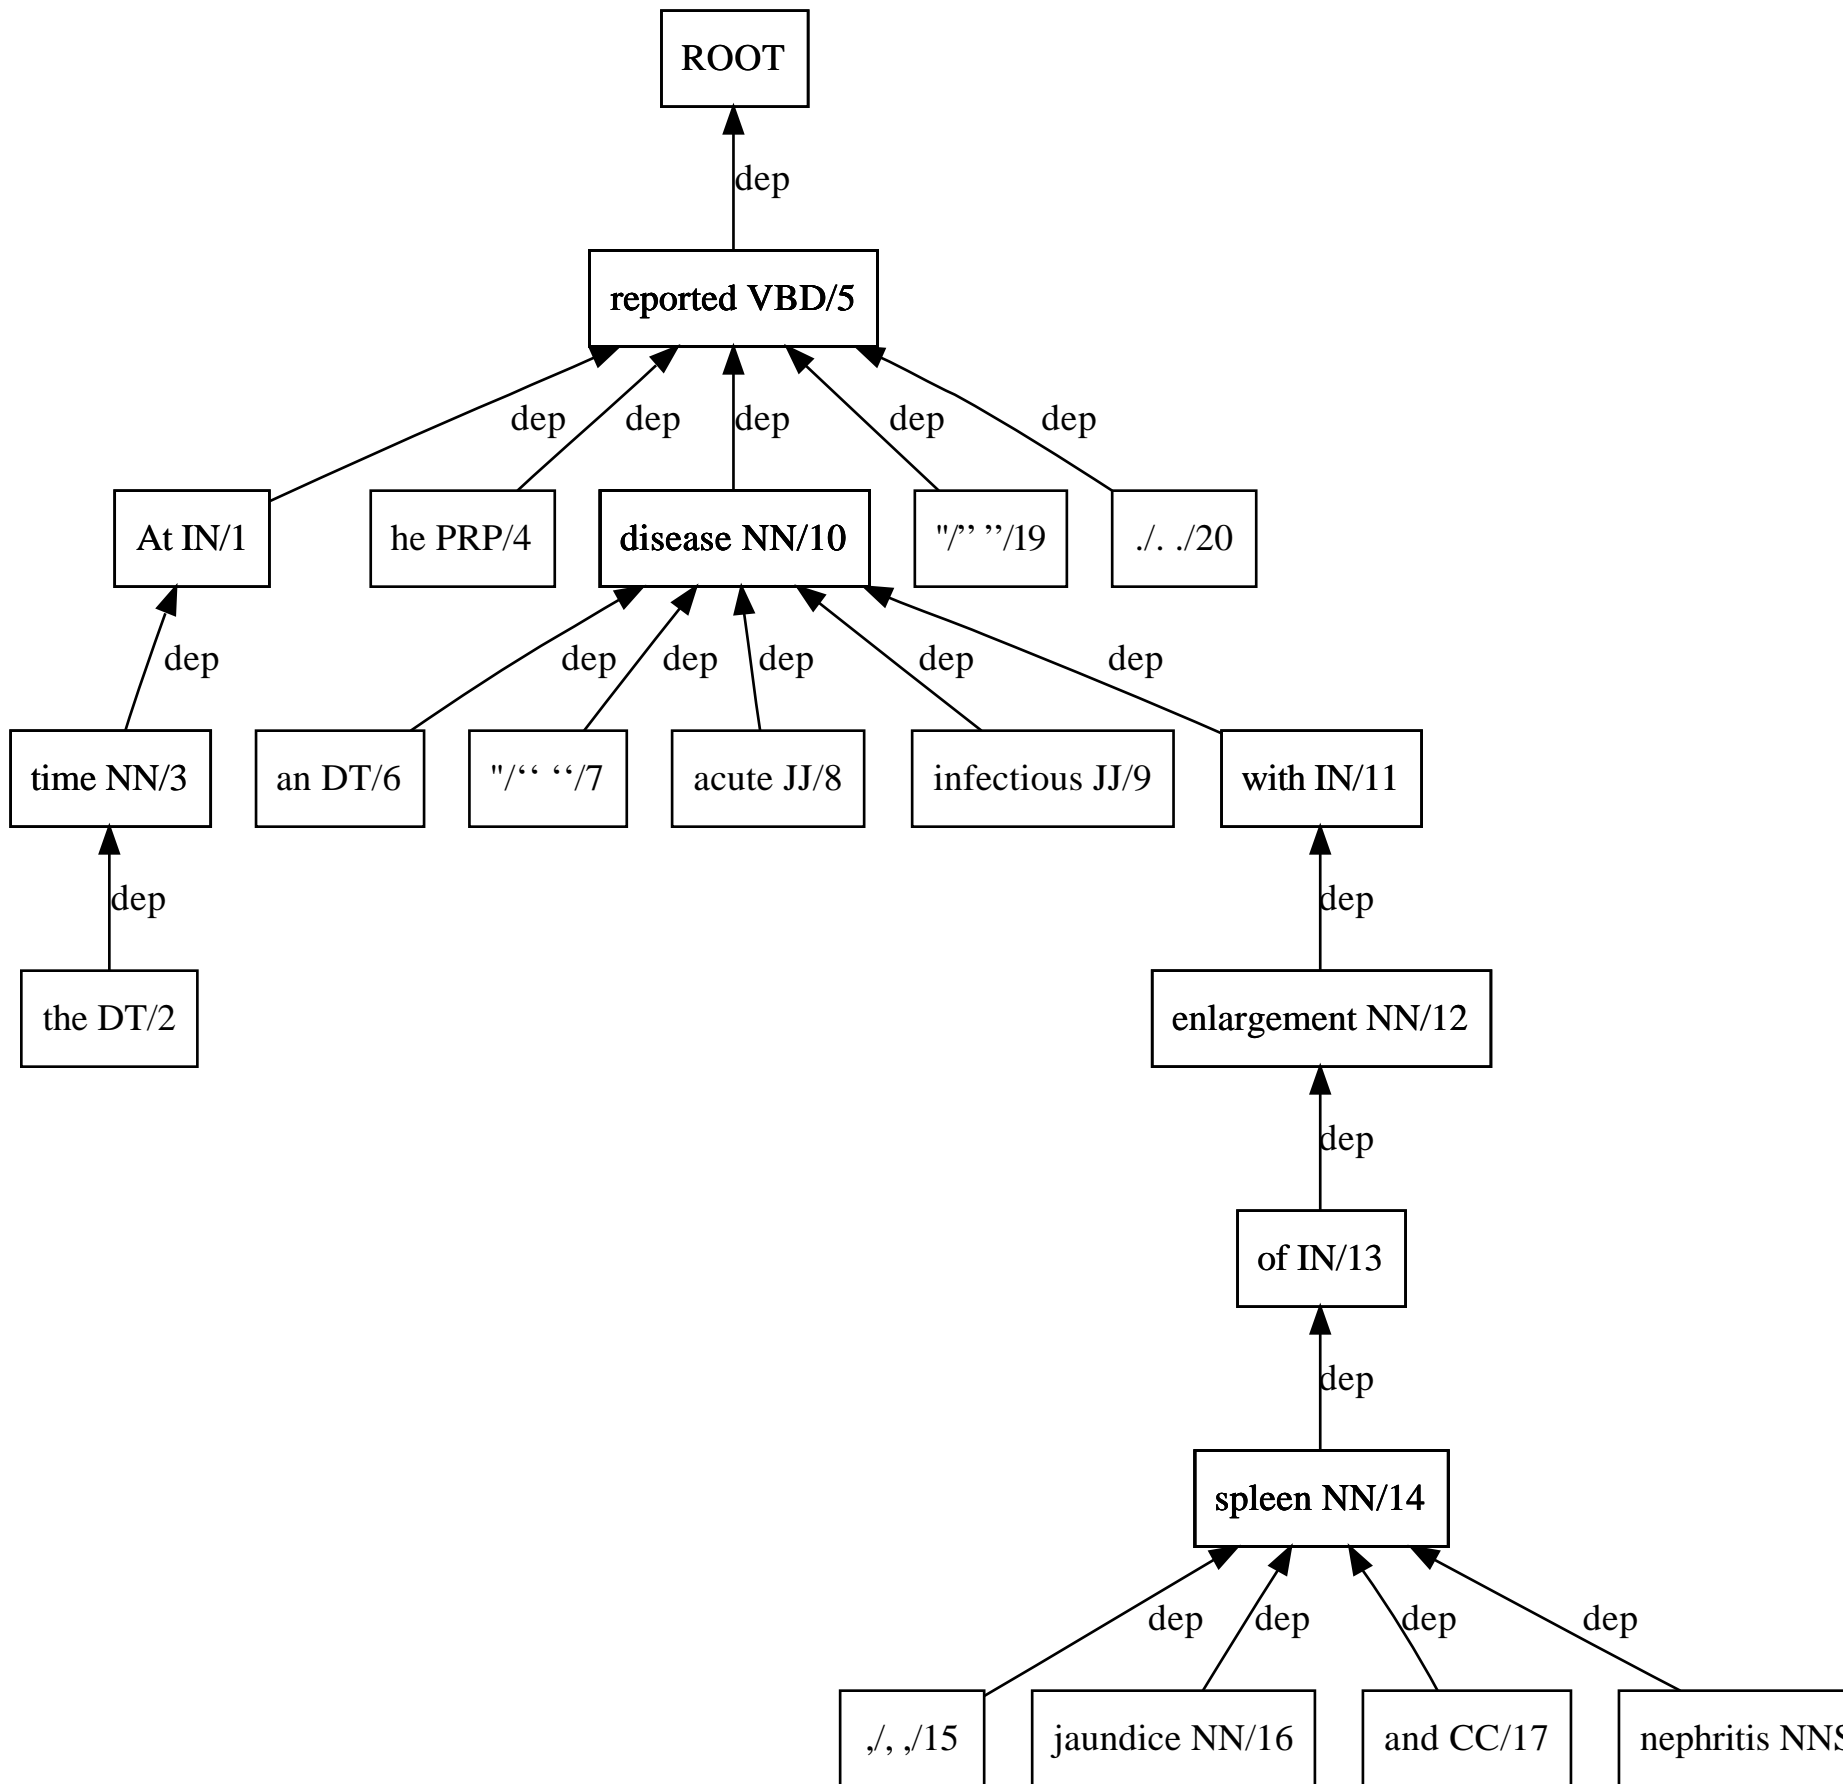 ROOT
dep
reported VBD/5
dep dep dep dep dep
At IN/1 he PRP/4 disease NN/10 "/” ”/19 ./. ./20
dep dep dep dep dep dep
time NN/3 an DT/6 "/“ “/7 acute JJ/8 infectious JJ/9 with IN/11
dep dep
the DT/2 enlargement NN/12
dep
of IN/13
dep
spleen NN/14
dep dep dep dep
,/, ,/15 jaundice NN/16 and CC/17 nephritis NNS